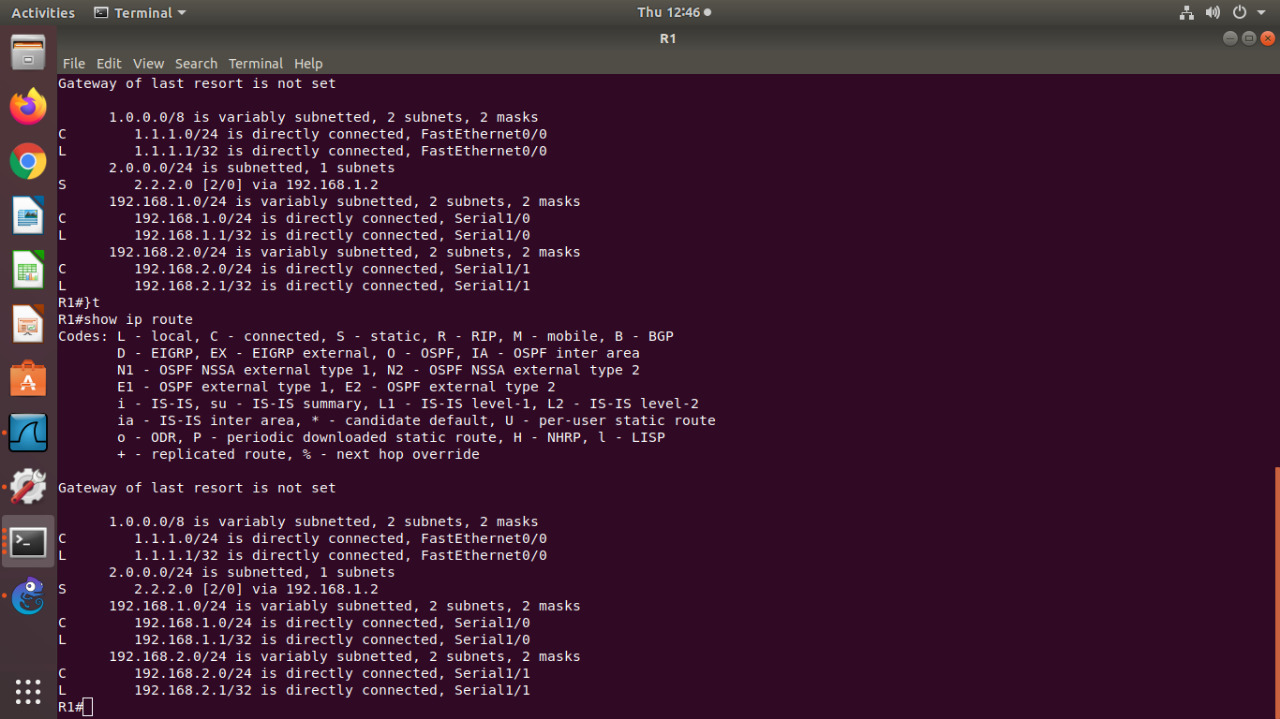 Activities Terminal Thu 12:46
R1
File Edit View Search Terminal Help
Gateway of last resort is not set
1.0.0.0/8 is variably subnetted, 2 subnets, 2 masks
C 1.1.1.0/24 is directly connected, FastEthernet0/0
L 1.1.1.1/32 is directly connected, FastEthernet0/0
2.0.0.0/24 is subnetted, 1 subnets
S 2.2.2.0 [2/0] via 192.168.1.2
192.168.1.0/24 is variably subnetted, 2 subnets, 2 masks
C 192.168.1.0/24 is directly connected, Serial1/0
L 192.168.1.1/32 is directly connected, Serial1/0
192.168.2.0/24 is variably subnetted, 2 subnets, 2 masks
C 192.168.2.0/24 is directly connected, Serial1/1
L 192.168.2.1/32 is directly connected, Serial1/1
R1#}t
R1#show ip route
Codes: L - local, C - connected, S - static, R - RIP, M - mobile, B - BGP
D - EIGRP, EX - EIGRP external, O - OSPF, IA - OSPF inter area
N1 - OSPF NSSA external type 1, N2 - OSPF NSSA external type 2
E1 - OSPF external type 1, E2 - OSPF external type 2
i - IS-IS, su - IS-IS summary, L1 - IS-IS level-1, L2 - IS-IS level-2
ia - IS-IS inter area, * - candidate default, U - per-user static route
o - ODR, P - periodic downloaded static route, H - NHRP, l - LISP
+ - replicated route, % - next hop override
Gateway of last resort is not set
1.0.0.0/8 is variably subnetted, 2 subnets, 2 masks
C 1.1.1.0/24 is directly connected, FastEthernet0/0
L 1.1.1.1/32 is directly connected, FastEthernet0/0
2.0.0.0/24 is subnetted, 1 subnets
S 2.2.2.0 [2/0] via 192.168.1.2
192.168.1.0/24 is variably subnetted, 2 subnets, 2 masks
C 192.168.1.0/24 is directly connected, Serial1/0
L 192.168.1.1/32 is directly connected, Serial1/0
192.168.2.0/24 is variably subnetted, 2 subnets, 2 masks
C 192.168.2.0/24 is directly connected, Serial1/1
L 192.168.2.1/32 is directly connected, Serial1/1
R1#